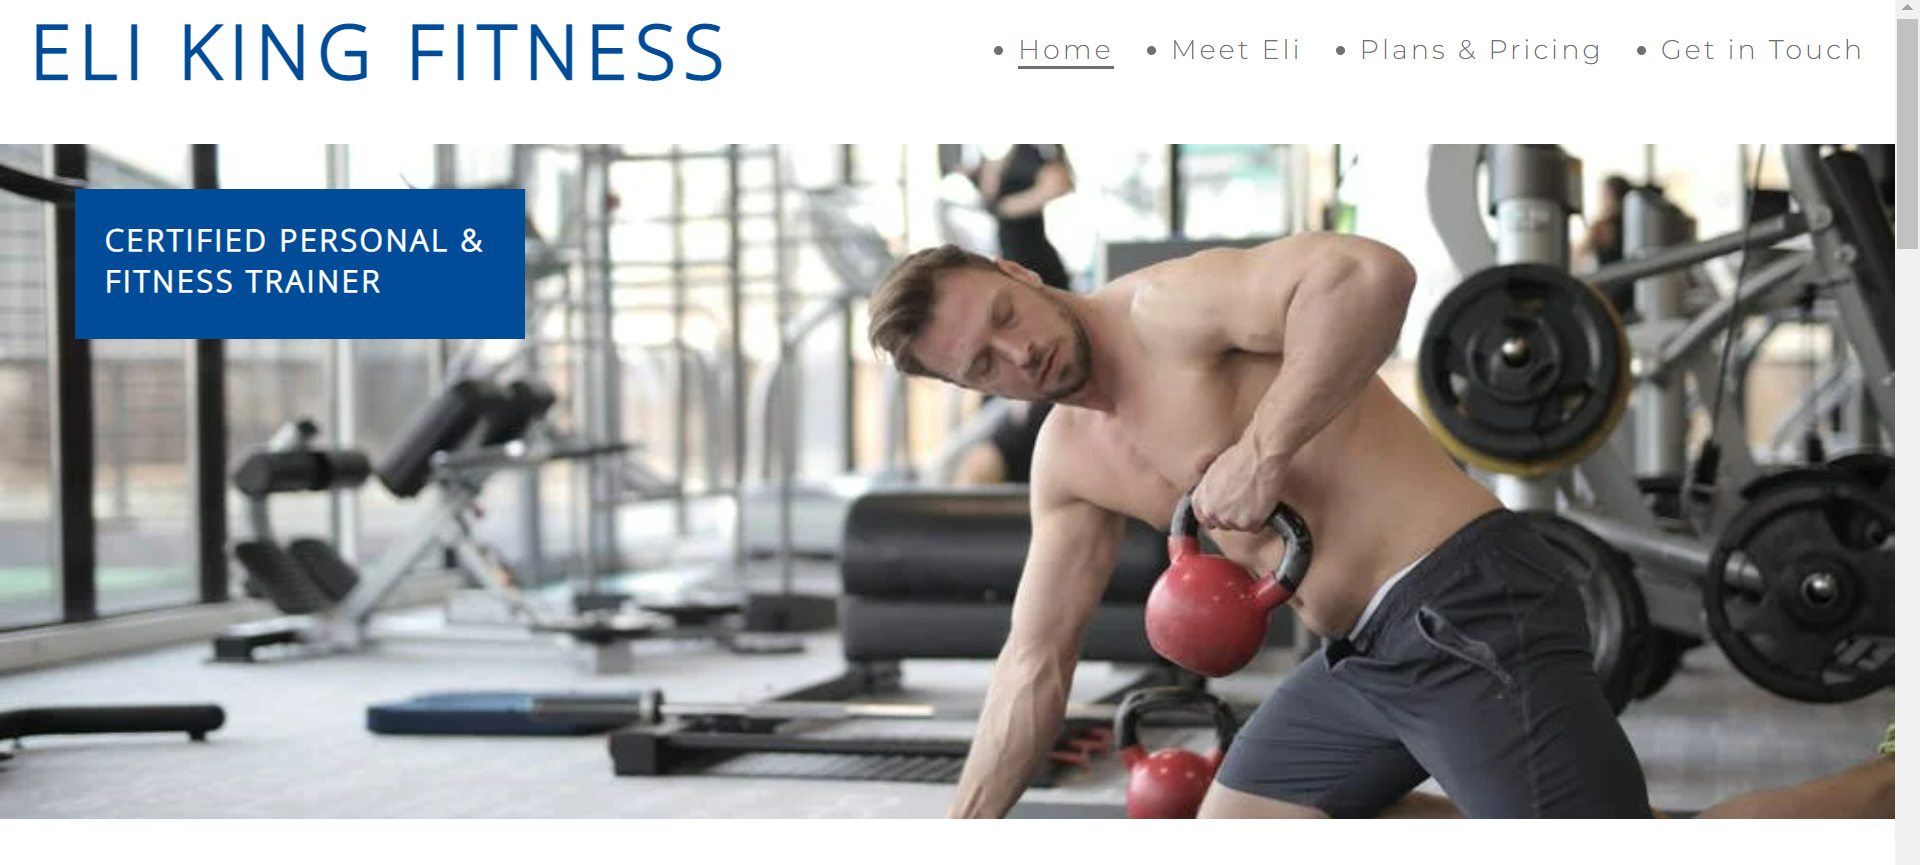 ELI KING FITNESS
Home
Meet Eli
Plans & Pricing
Get in Touch
CERTIFIED PERSONAL &
FITNESS TRAINER